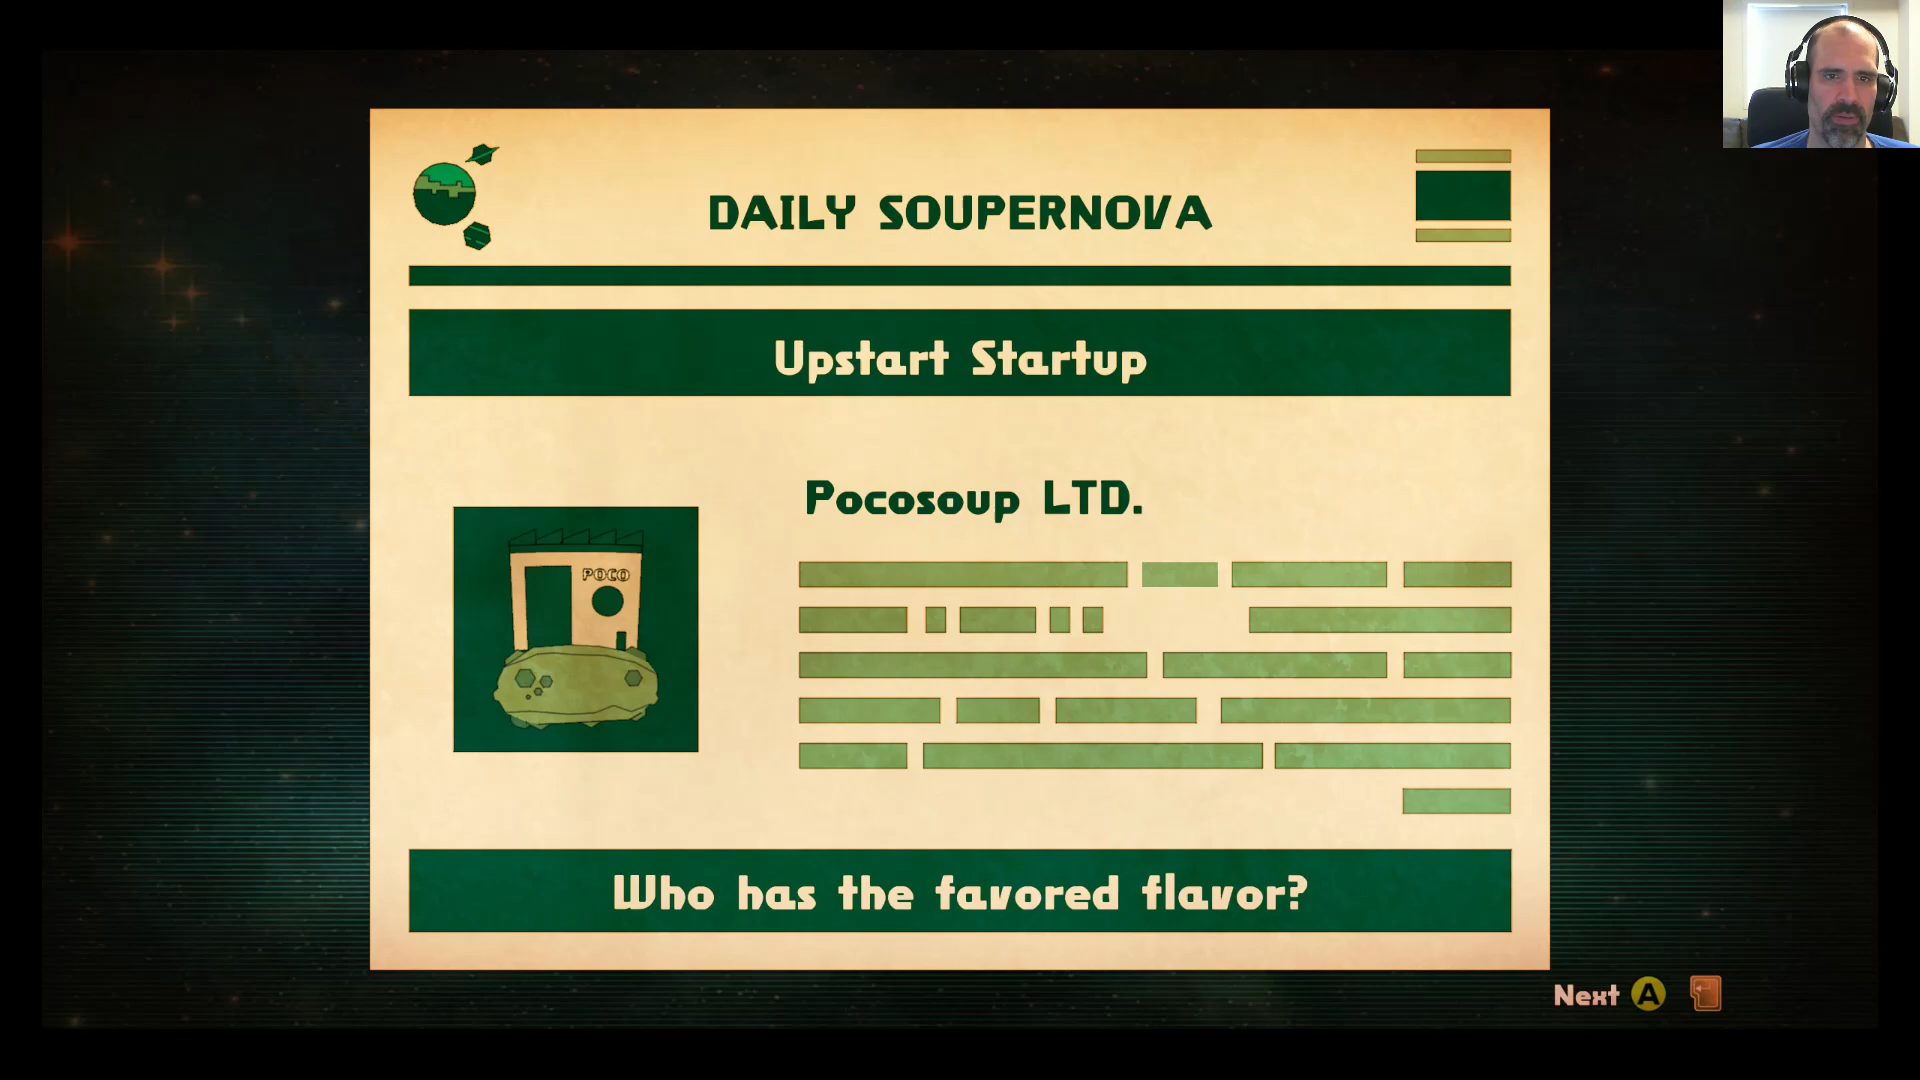 DAILY SOUPERNOVA
Upstart Startup
Pocosoup LTD.
POCO
Who has the favored flavor?
Next A